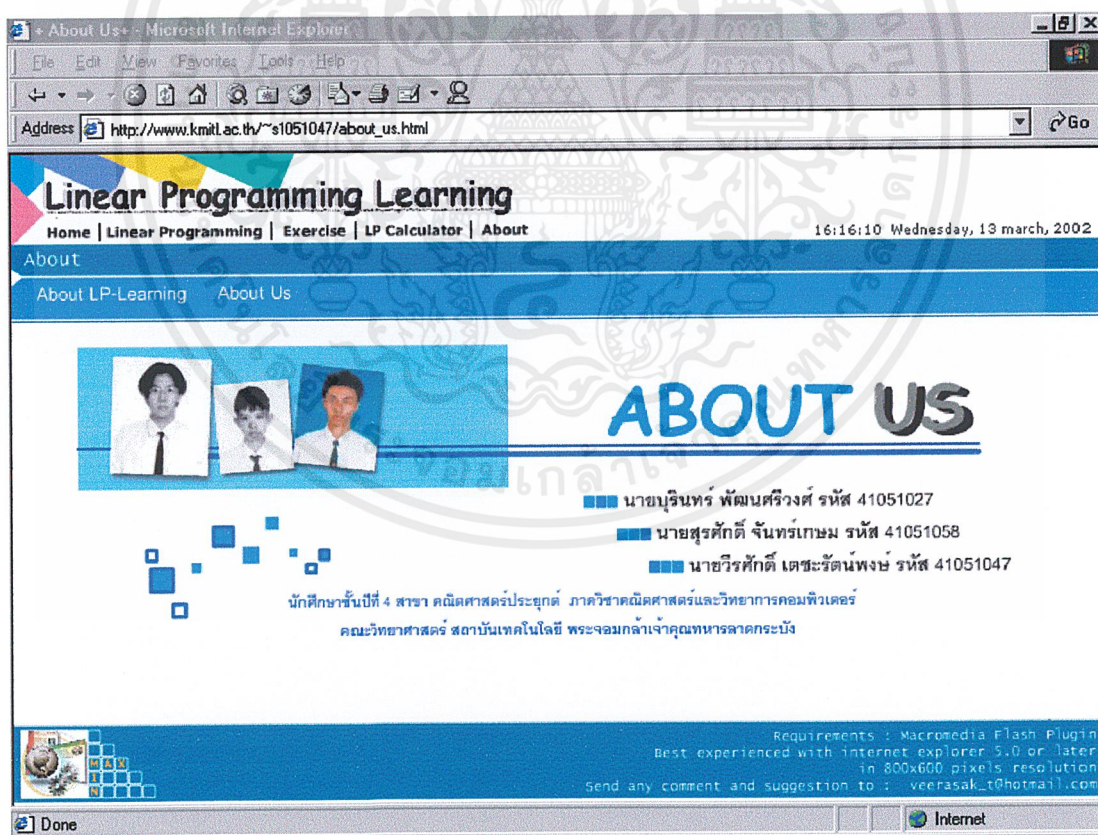 + About Us+ - Microsoft Internet Explorer
File Edit View Favorites Tools Help
Address http://www.kmitl.ac.th/~s1051047/about_us.html Go
Linear Programming Learning
Home | Linear Programming | Exercise | LP Calculator | About
16:16:10 Wednesday, 13 march, 2002
About
About LP-Learning About Us
ABOUT US
นายบุรินทร์ พัฒนศรีวงศ์ รหัส 41051027
นายสุรศักดิ์ จันทร์เกษม รหัส 41051058
นายวีรศักดิ์ เตชะรัตน์พงษ์ รหัส 41051047
นักศึกษาชั้นปีที่ 4 สาขา คณิตศาสตร์ประยุกต์ ภาควิชาคณิตศาสตร์และวิทยาการคอมพิวเตอร์
คณะวิทยาศาสตร์ สถาบันเทคโนโลยี พระจอมกล้าเจ้าคุณทหารลาดกระบัง
MAX
MIN
Requirements : Macromedia Flash Plugin
Best experienced with internet explorer 5.0 or later
in 800x600 pixels resolution
Send any comment and suggestion to : veerasak_t@hotmail.com
Done Internet